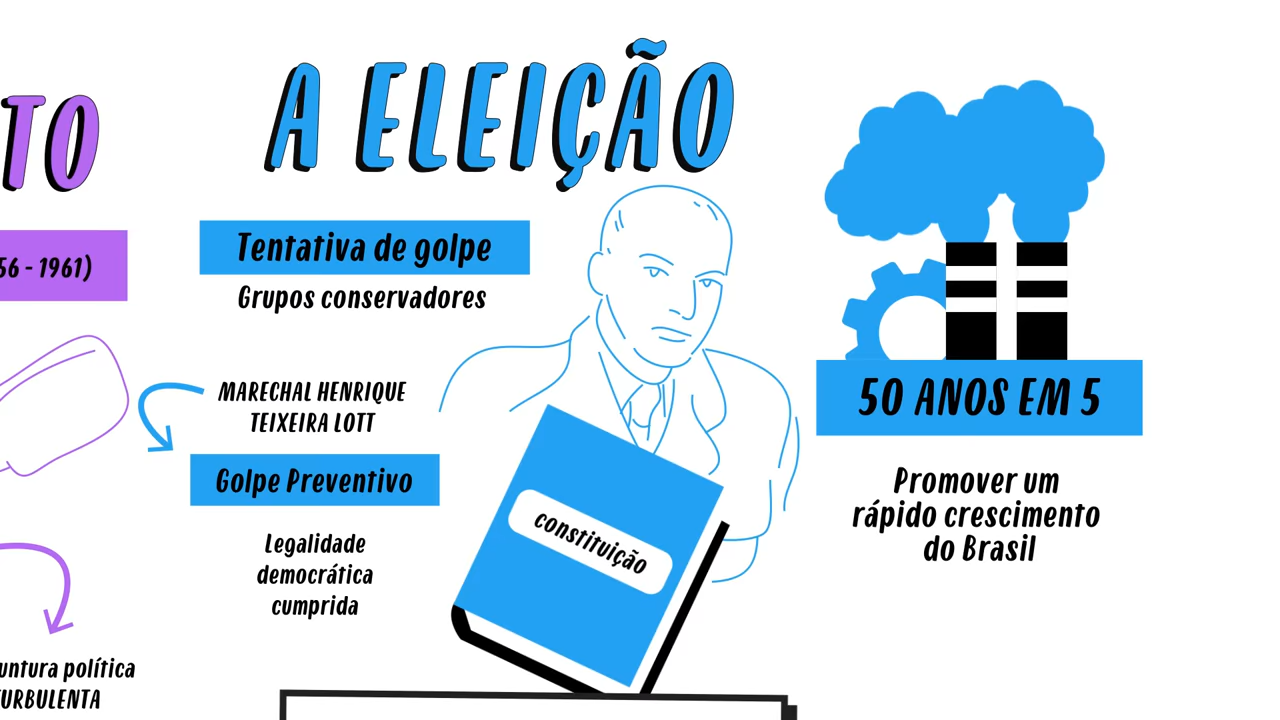 TO
56 - 1961)
untura política
TURBULENTA
A ELEIÇÃO
Tentativa de golpe
Grupos conservadores
MARECHAL HENRIQUE
TEIXEIRA LOTT
Golpe Preventivo
Legalidade
democrática
cumprida
constituição
50 ANOS EM 5
Promover um
rápido crescimento
do Brasil